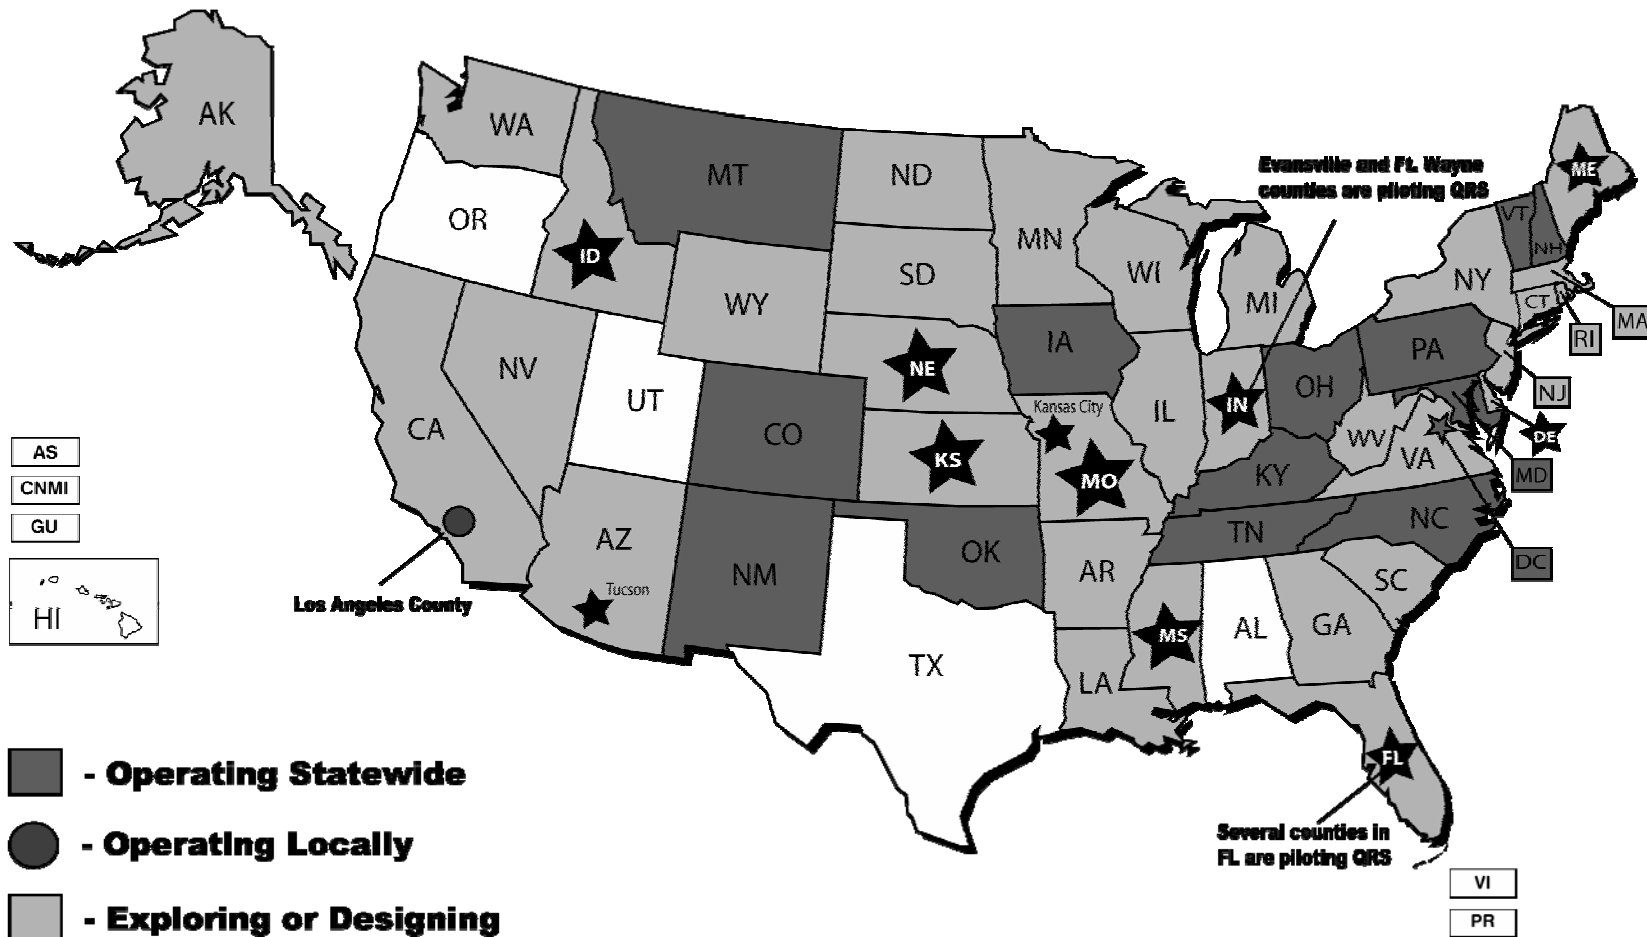 AK
WA
MT
ND
MN
OR
ID
WY
SD
WI
MI
Evansville and Ft. Wayne
counties are piloting QRS
ME
VT
NH
NY
CT
MA
RI
NJ
PA
NV
UT
CA
CO
NE
IA
IL
IN
OH
WV
VA
DE
MD
KS
Kansas City
MO
KY
TN
NC
DC
AS
CNMI
GU
HI
AZ
Tucson
Los Angeles County
NM
OK
AR
SC
TX
LA
MS
AL
GA
FL
Several counties in
FL are piloting QRS
- Operating Statewide
- Operating Locally
- Exploring or Designing
VI
PR